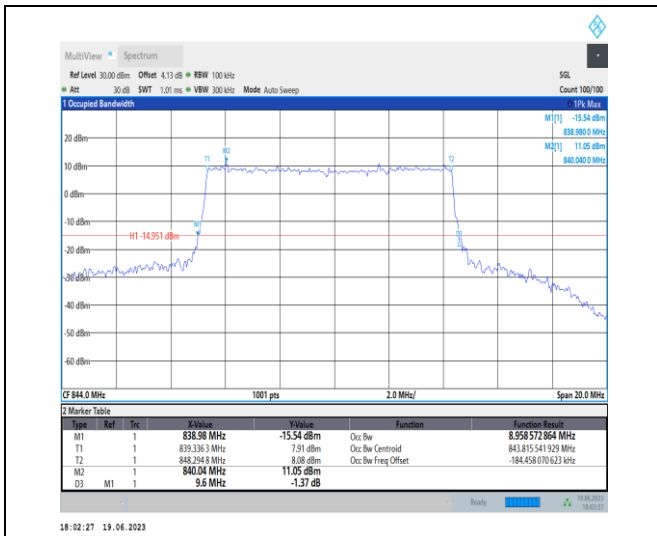 MultiView Spectrum
Ref Level 30.00 dBm Offset 4.13 dB RBW 100 kHz SGL
Att 30 dB SWT 1.01 ms VBW 300 kHz Mode Auto Sweep Count 100/100
1 Occupied Bandwidth 1Pk Max
M1[1] -15.54 dBm
838.980 0 MHz
M2[1] 11.05 dBm
840.040 0 MHz
20 dBm
M2
T1 T2
10 dBm
0 dBm
-10 dBm
M1
H1 -14.951 dBm
-20 dBm
-30 dBm
-40 dBm
-50 dBm
-60 dBm
CF 844.0 MHz 1001 pts 2.0 MHz/ Span 20.0 MHz
2 Marker Table
Type Ref Trc X-Value Y-Value Function Function Result
M1 1 838.98 MHz -15.54 dBm Occ Bw 8.958 572 864 MHz
T1 1 839.336 3 MHz 7.91 dBm Occ Bw Centroid 843.815 541 929 MHz
T2 1 848.294 8 MHz 8.08 dBm Occ Bw Freq Offset -184.458 070 623 kHz
M2 1 840.04 MHz 11.05 dBm
D3 M1 1 9.6 MHz -1.37 dB
Ready 19.06.2023
18:02:27
18:02:27 19.06.2023